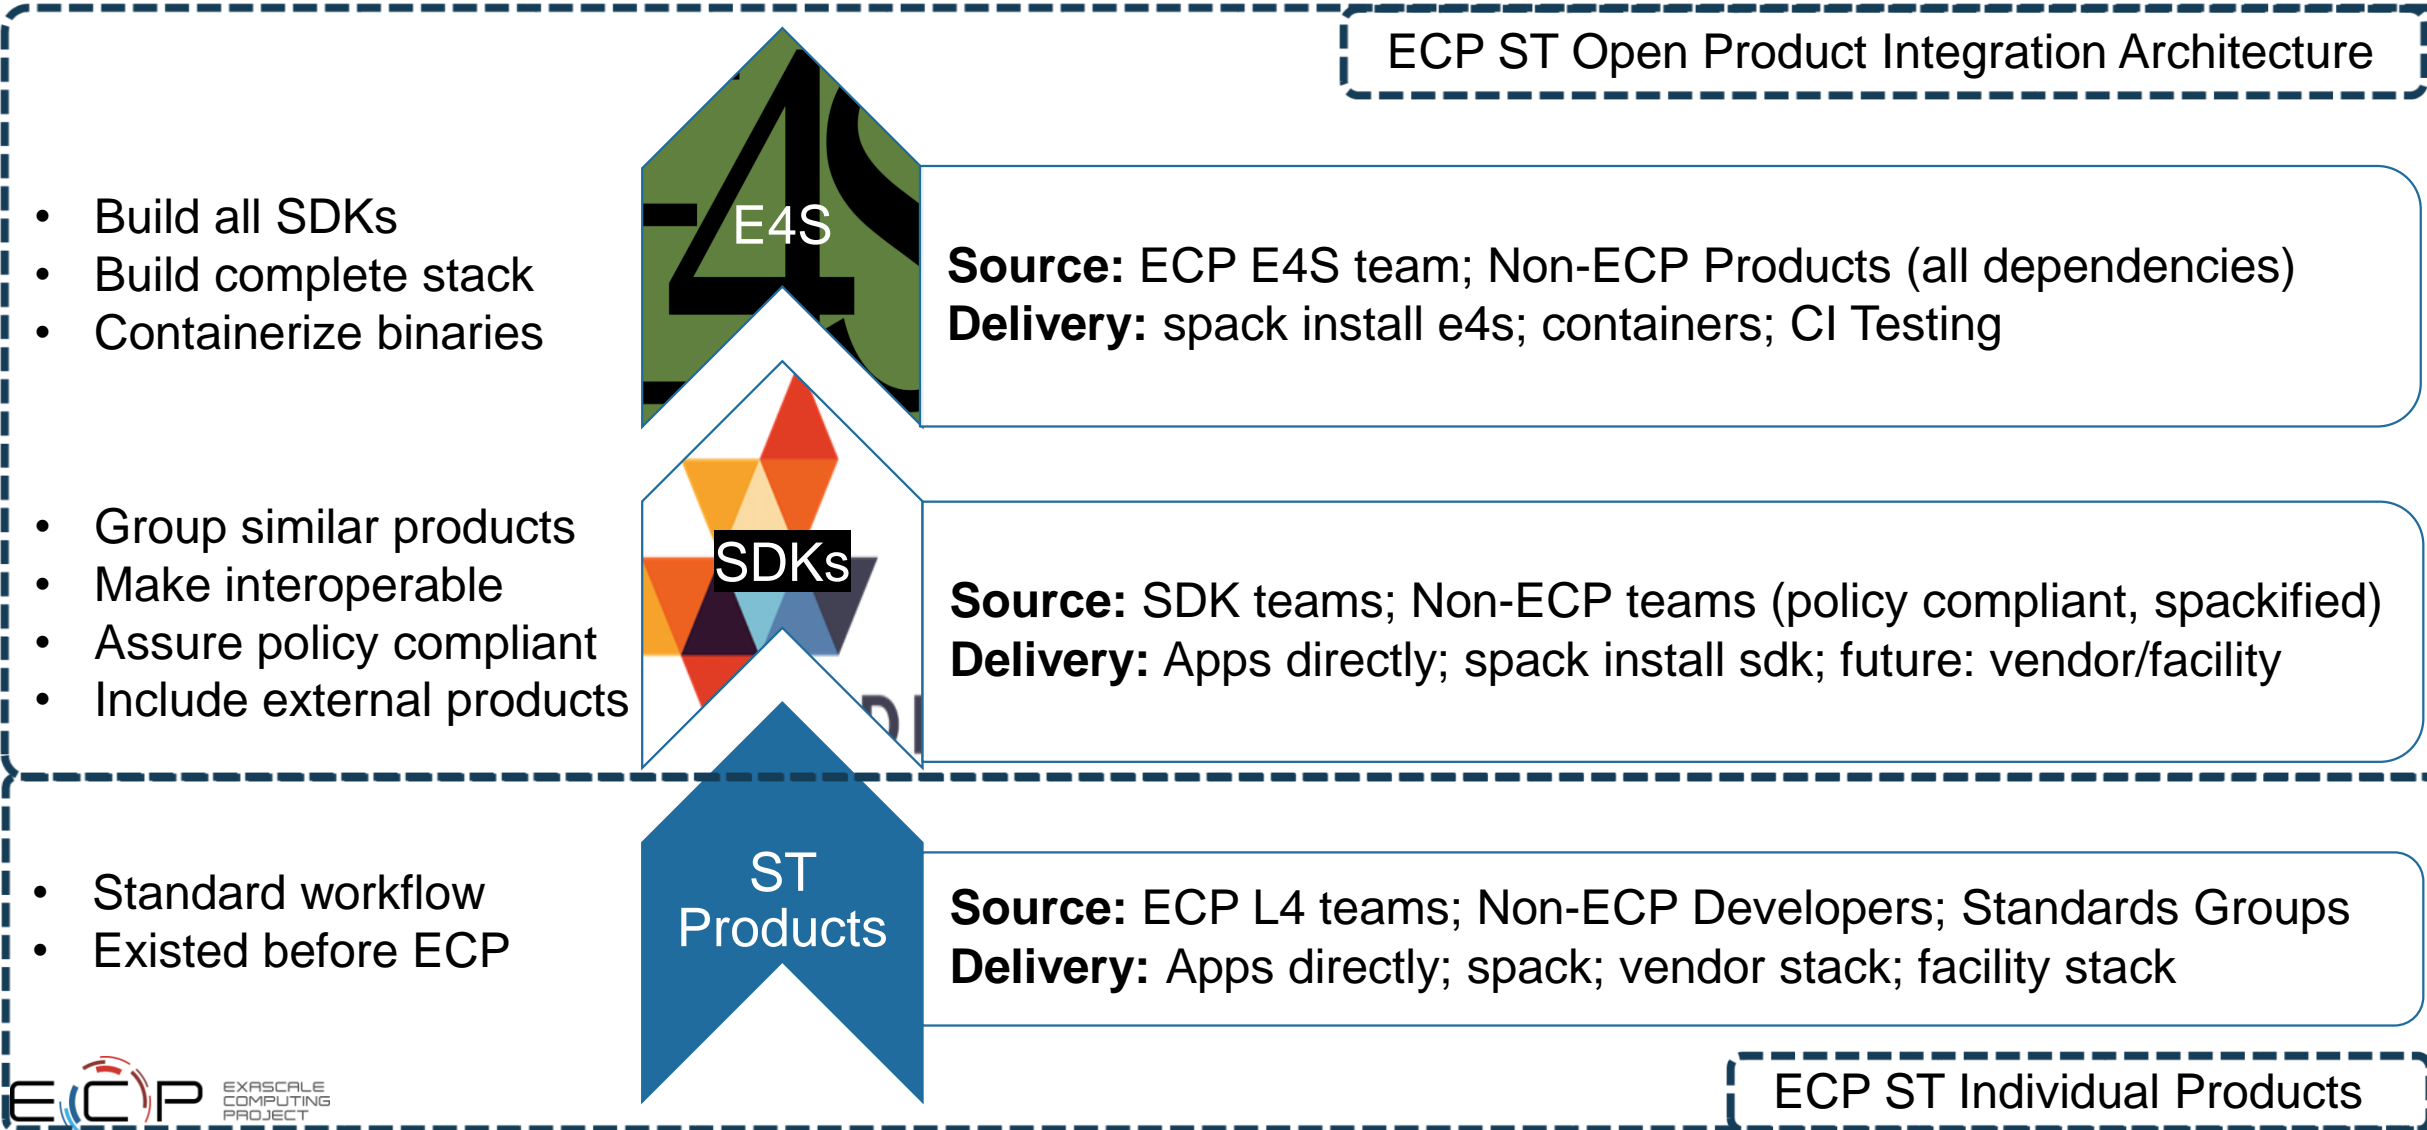 ECP ST Open Product Integration Architecture
• Build all SDKs
• Build complete stack
• Containerize binaries
E4S
Source: ECP E4S team; Non-ECP Products (all dependencies)
Delivery: spack install e4s; containers; CI Testing
• Group similar products
• Make interoperable
• Assure policy compliant
• Include external products
SDKs
Source: SDK teams; Non-ECP teams (policy compliant, spackified)
Delivery: Apps directly; spack install sdk; future: vendor/facility
• Standard workflow
• Existed before ECP
ST
Products
Source: ECP L4 teams; Non-ECP Developers; Standards Groups
Delivery: Apps directly; spack; vendor stack; facility stack
ECP
EXASCALE
COMPUTING
PROJECT
ECP ST Individual Products